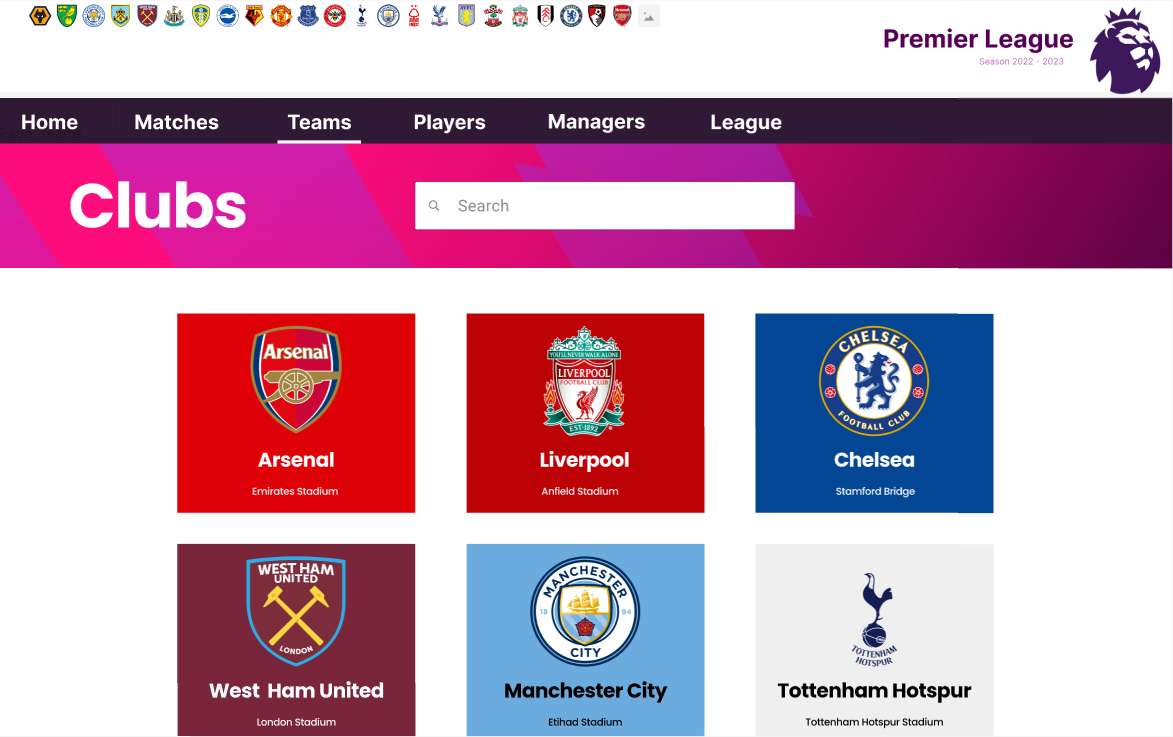 Premier League
Season 2022 - 2023
Home Matches Teams Players Managers League
Clubs
Search
Arsenal
Arsenal
Emirates Stadium
YOU'LL NEVER WALK ALONE
LIVERPOOL
FOOTBALL CLUB
EST·1892
Liverpool
Anfield Stadium
CHELSEA
FOOTBALL CLUB
Chelsea
Stamford Bridge
WEST HAM
UNITED
LONDON
West Ham United
London Stadium
MANCHESTER
18 94
CITY
Manchester City
Etihad Stadium
TOTTENHAM
HOTSPUR
Tottenham Hotspur
Tottenham Hotspur Stadium